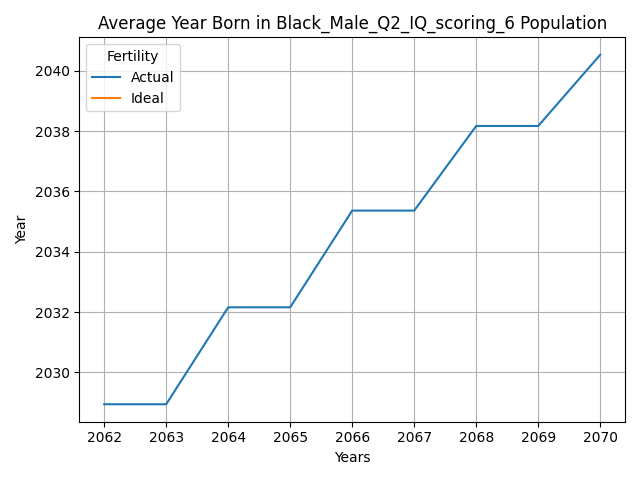 Average Year Born in Black_Male_Q2_IQ_scoring_6 Population
Fertility
Actual
Ideal
2040
2038
2036
2034
2032
2030
Year
2062 2063 2064 2065 2066 2067 2068 2069 2070
Years